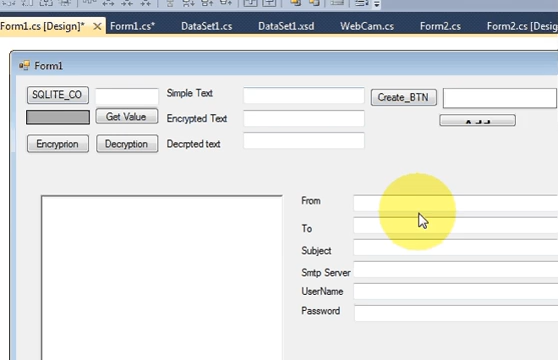 Form1.cs [Design]* Form1.cs* DataSet1.cs DataSet1.xsd WebCam.cs Form2.cs Form2.cs [Desig
Form1
SQLITE_CO Simple Text Create_BTN
Get Value Encrypted Text
Encryprion Decryption Decrpted text
From
To
Subject
Smtp Server
UserName
Password